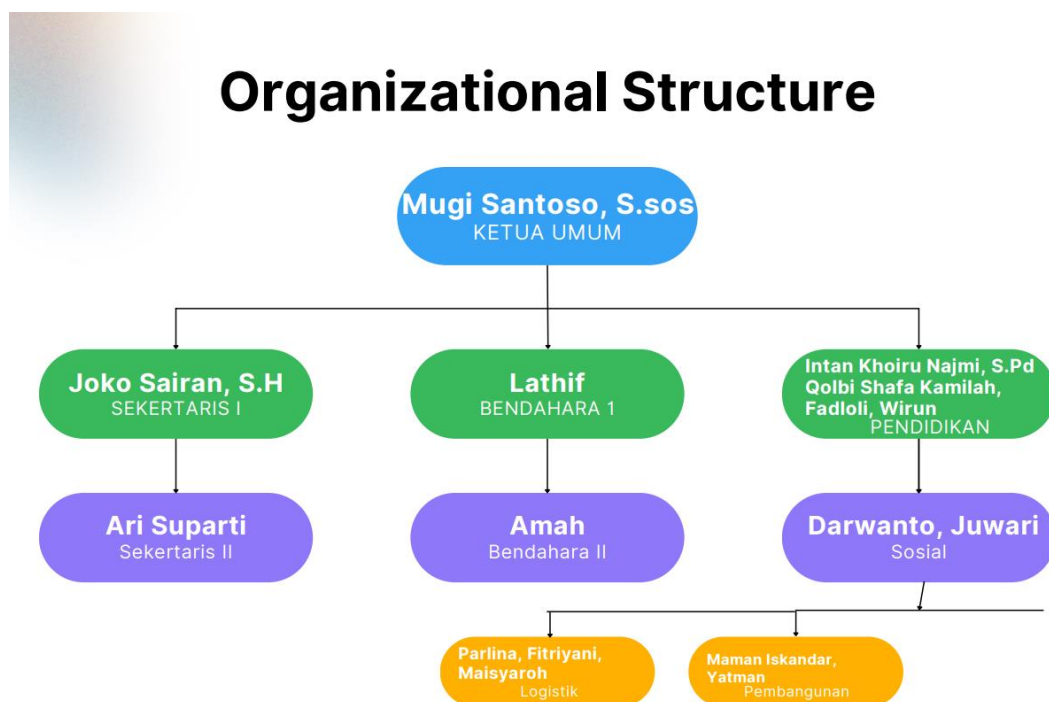 Organizational Structure
Mugi Santoso, S.sos
KETUA UMUM
Joko Sairan, S.H
SEKERTARIS I
Lathif
BENDAHARA 1
Intan Khoiru Najmi, S.Pd
Qolbi Shafa Kamilah,
Fadloli, Wirun
PENDIDIKAN
Ari Suparti
Sekertaris II
Amah
Bendahara II
Darwanto, Juwari
Sosial
Parlina, Fitriyani,
Maisyaroh
Logistik
Maman Iskandar,
Yatman
Pembangunan